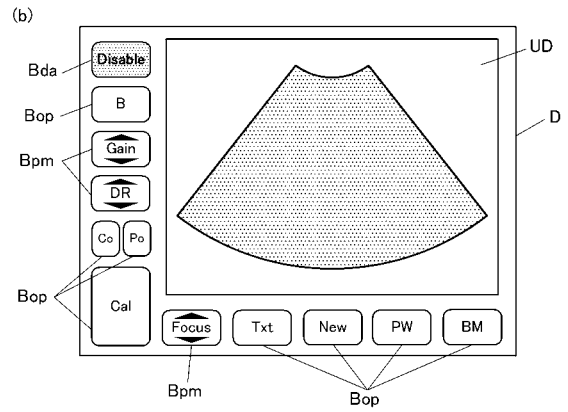 (b)
Disable
UD
Bda
B
D
Bop
Gain
Bpm
DR
Co Po
Bop
Cal
Focus Txt New PW BM
Bpm
Bop